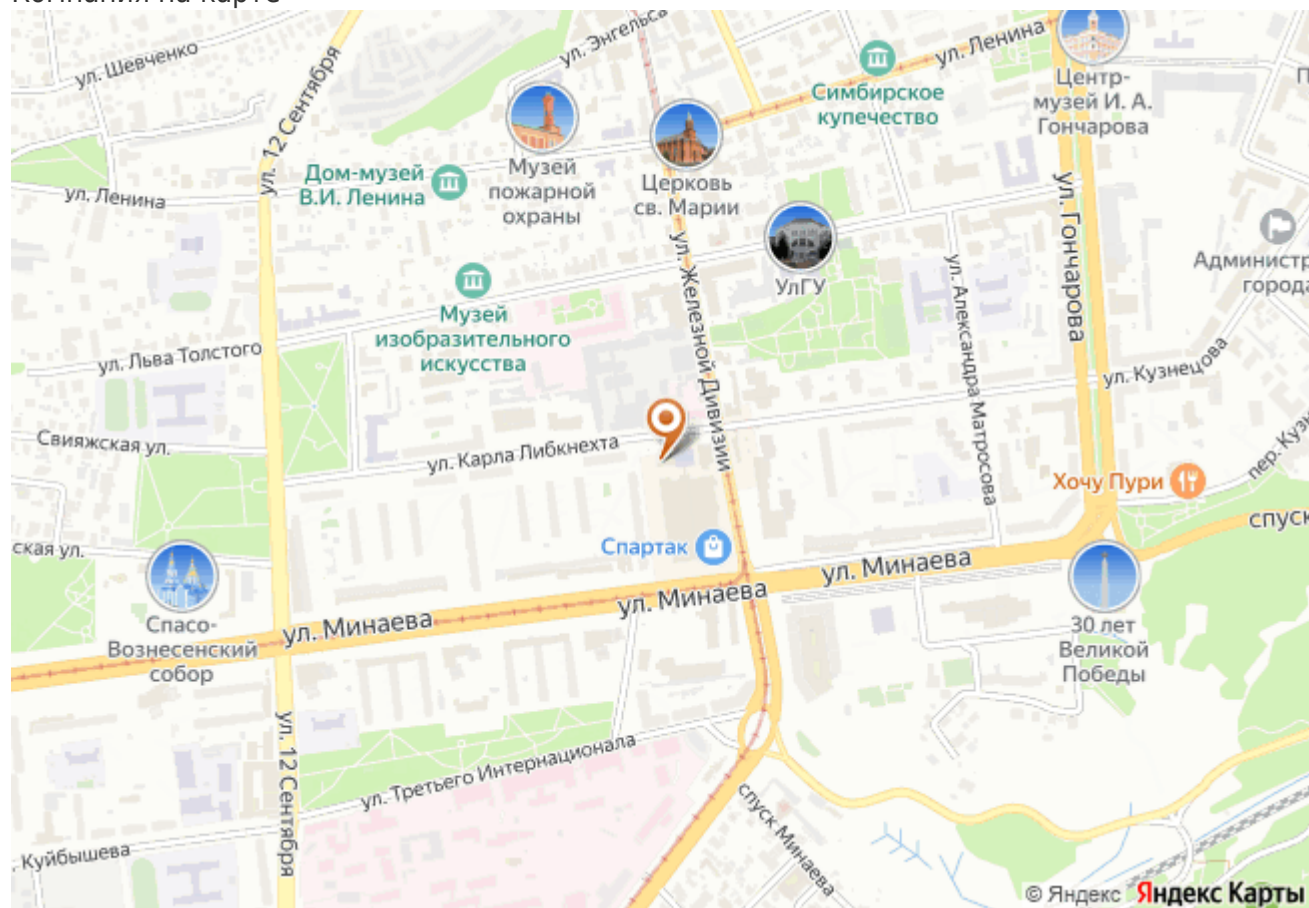 Компания на карте
ул. Шевченко
ул. Энгельса
ул. Ленина
Центр-
музей И. А.
Гончарова
Симбирское
купечество
ул. 12 Сентября
Музей
пожарной
охраны
Церковь
св. Марии
Дом-музей
В.И. Ленина
ул. Ленина
УлГУ
ул. Железной Дивизии
ул. Гончарова
ул. Александра Матросова
Администр
города
Музей
изобразительного
искусства
ул. Льва Толстого
ул. Кузнецова
Свияжская ул.
ул. Карла Либкнехта
Хочу Пури
пер. Кузн
спуск
ская ул.
Спартак
ул. Минаева
ул. Минаева
ул. Минаева
Спасо-
Вознесенский
собор
30 лет
Великой
Победы
ул. 12 Сентября
ул. Третьего Интернационала
спуск Минаева
Куйбышева
© Яндекс Яндекс Карты